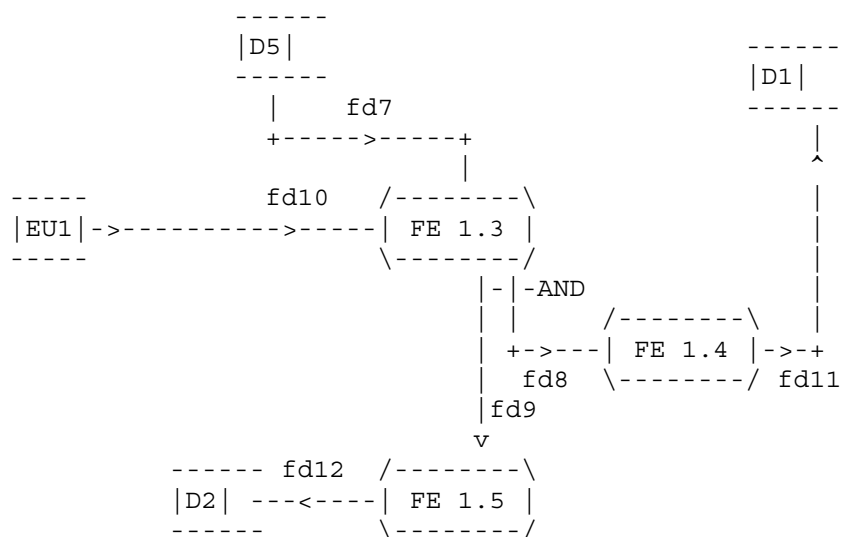 ------
|D5| ------
------ |D1|
| fd7 ------
+----->-----+ |
| ^
----- fd10 /--------\ |
|EU1|->---------->-----| FE 1.3 | |
----- \--------/ |
|-|-AND |
| | /--------\ |
| +->---| FE 1.4 |->-+
| fd8 \--------/ fd11
|fd9
v
------ fd12 /--------\
|D2| ---<----| FE 1.5 |
------ \--------/